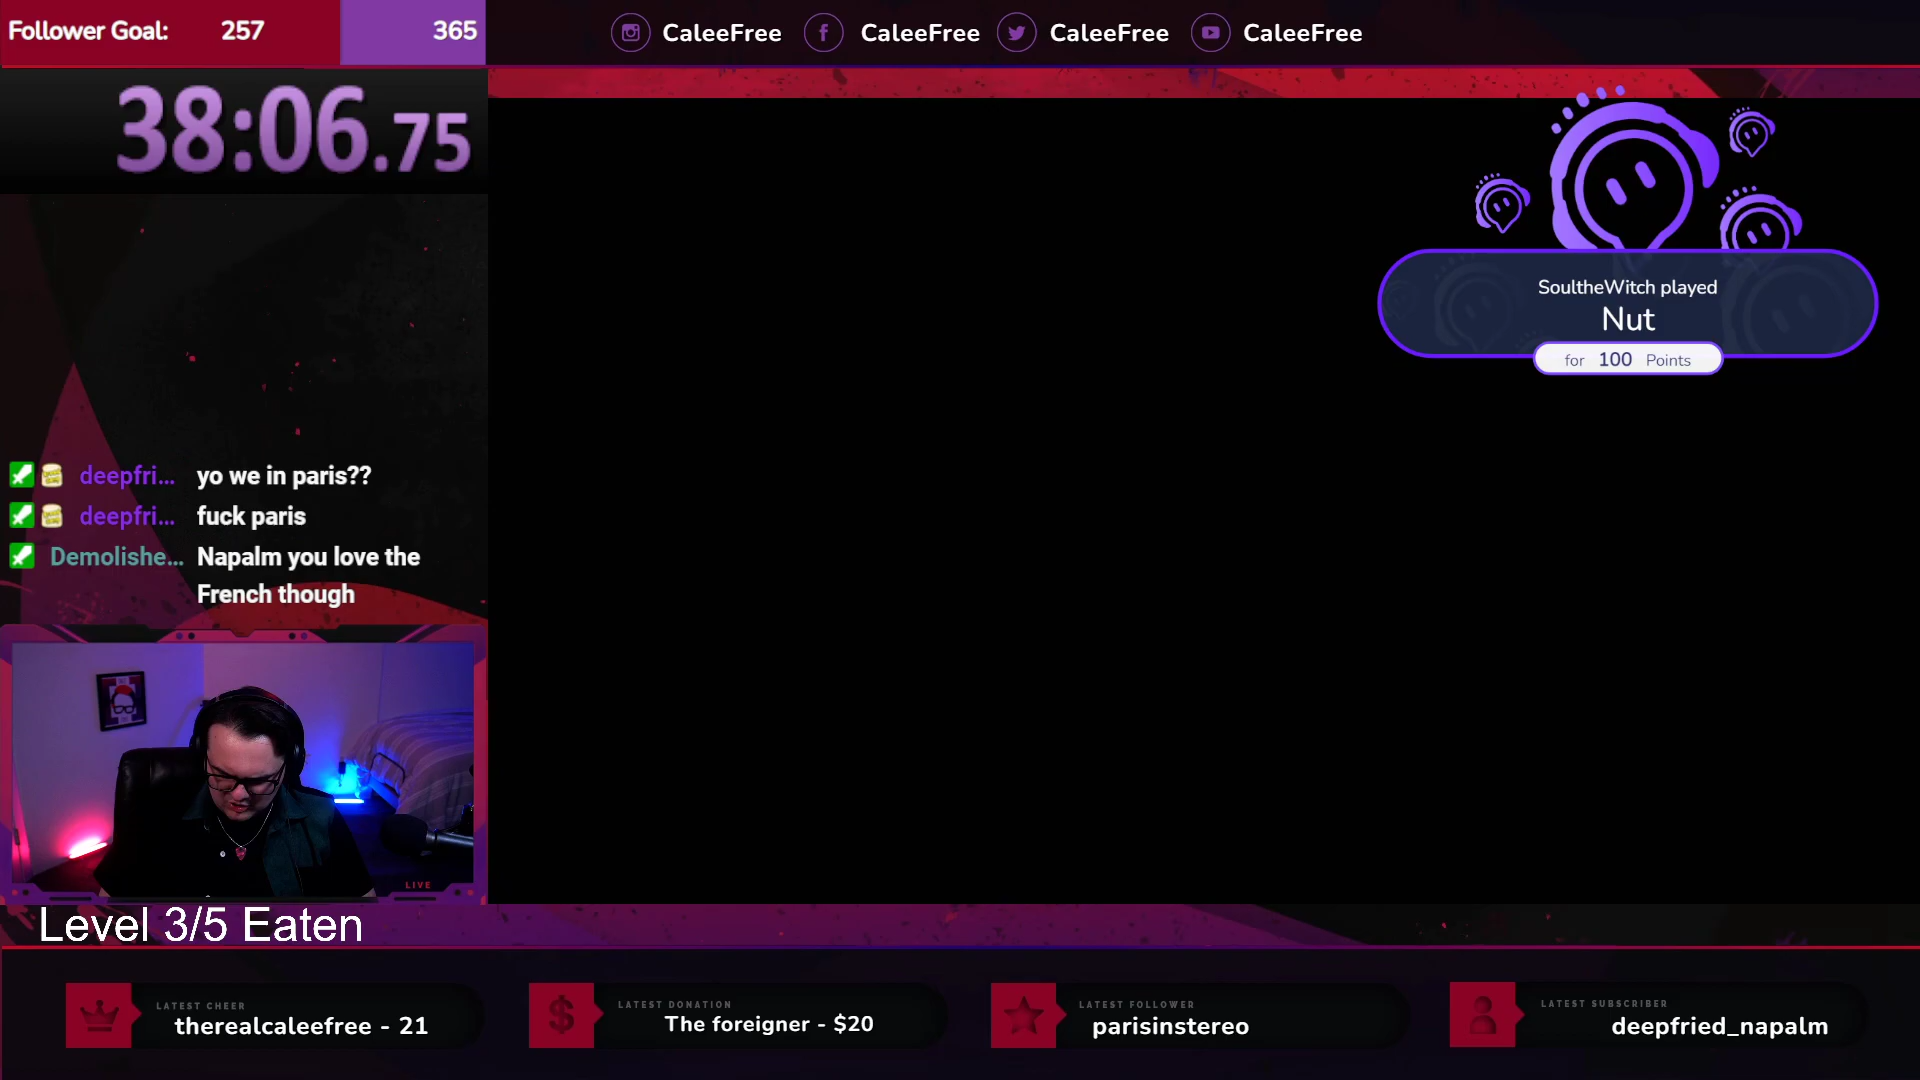 Follower Goal: 257 365
CaleeFree CaleeFree CaleeFree CaleeFree
38:06.75
SoultheWitch played
Nut
for 100 Points
deepfri... yo we in paris??
deepfri... fuck paris
Demolishe... Napalm you love the
French though
LIVE
Level 3/5 Eaten
LATEST CHEER
therealcaleefree - 21
LATEST DONATION
The foreigner - $20
LATEST FOLLOWER
parisinstereo
LATEST SUBSCRIBER
deepfried_napalm